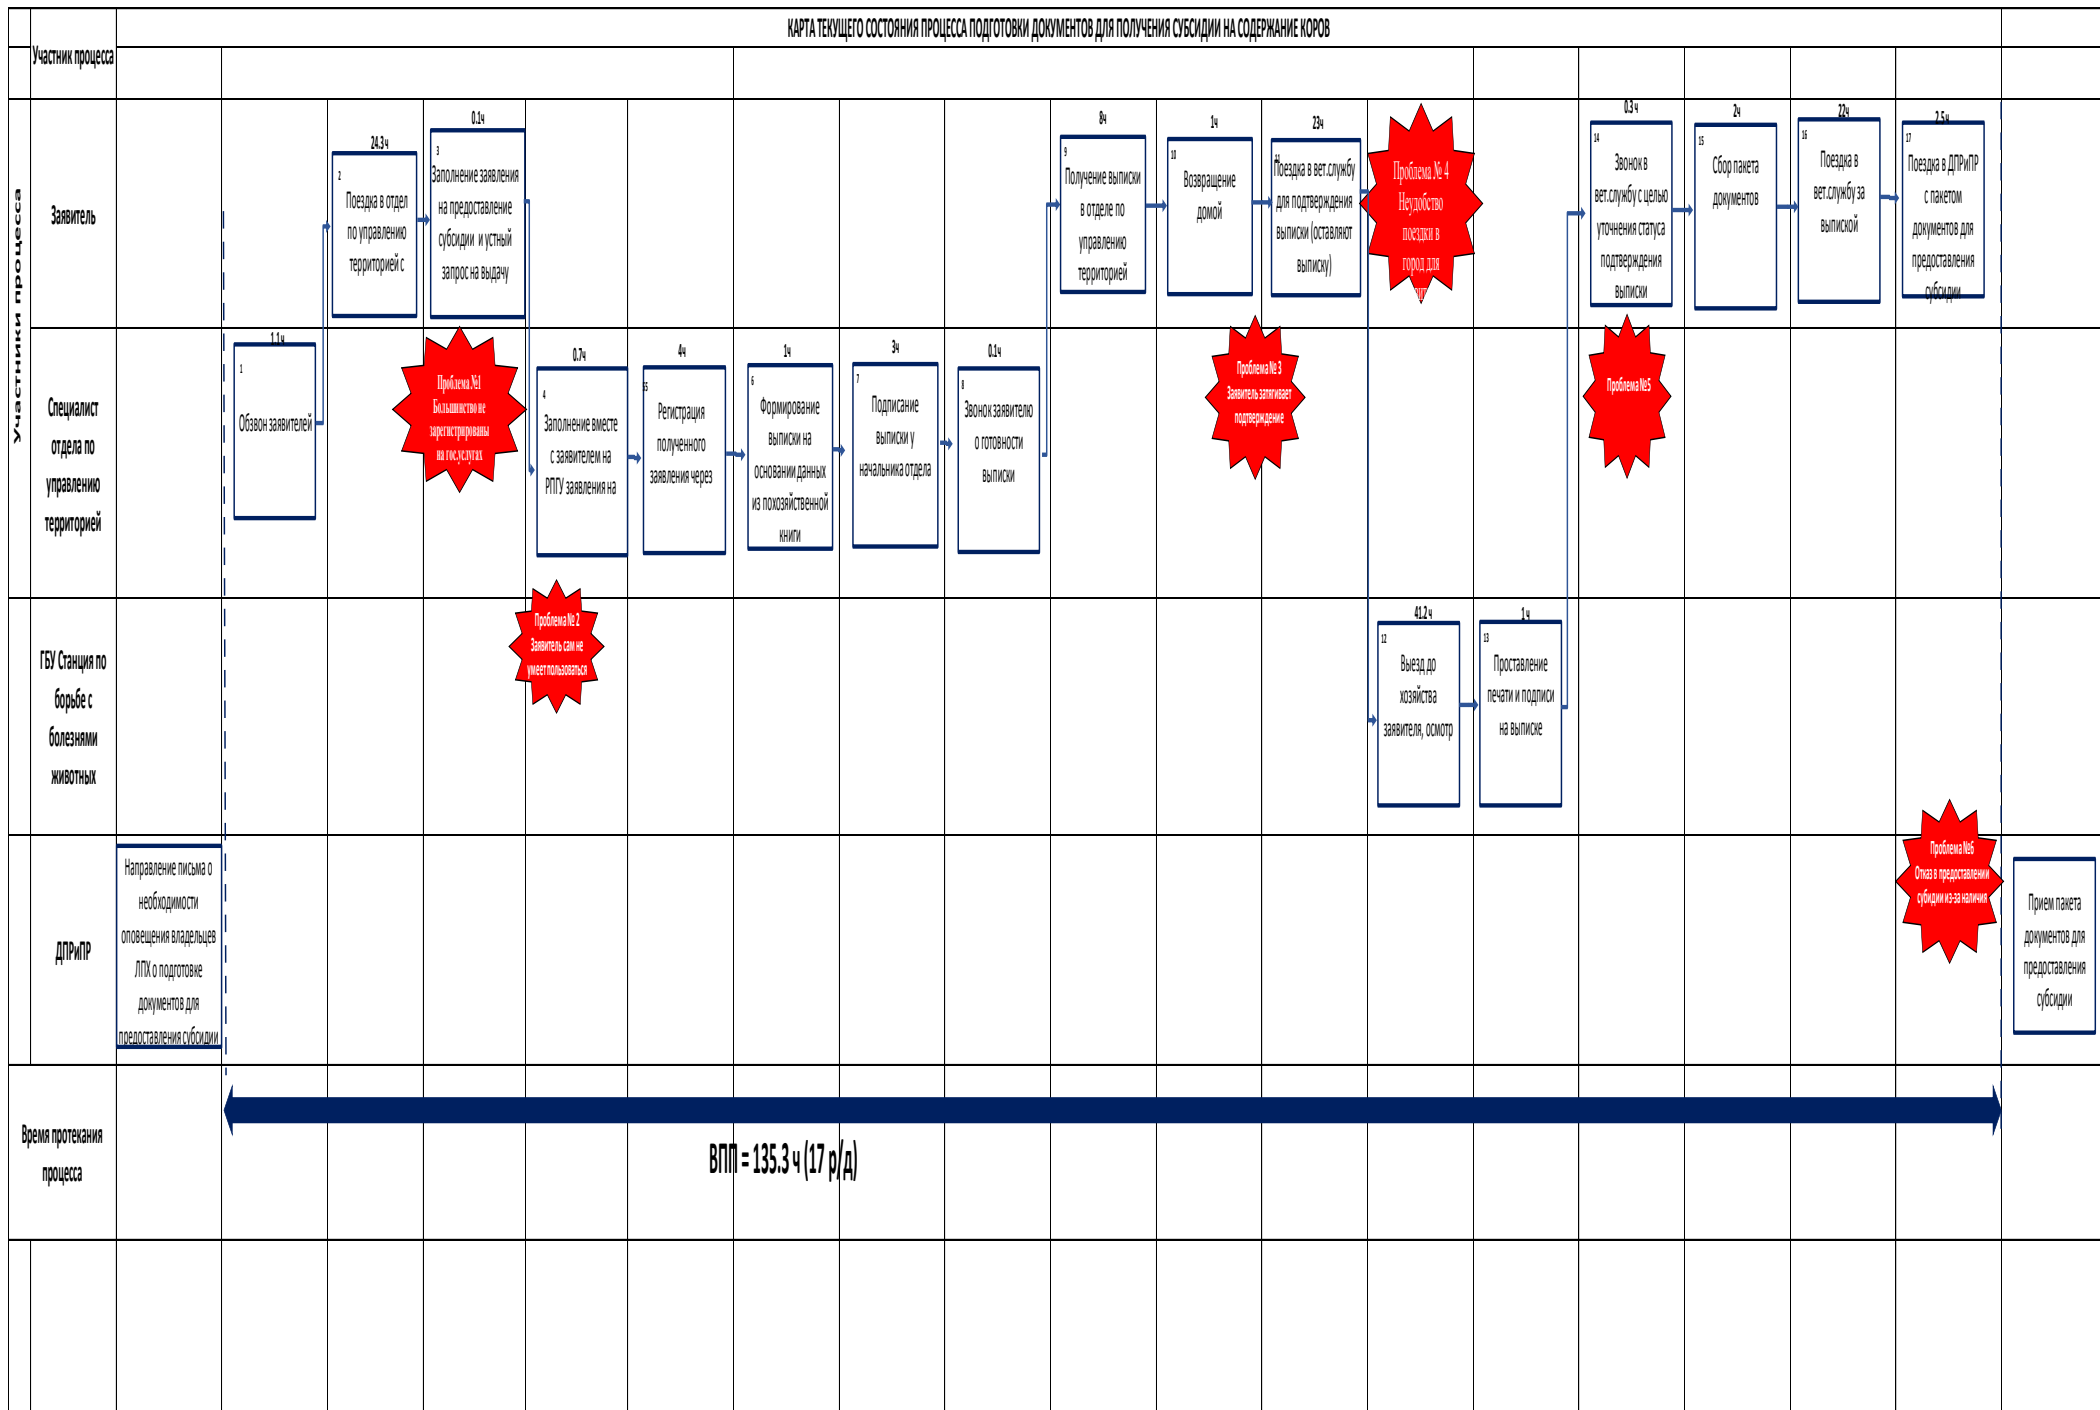 КАРТА ТЕКУЩЕГО СОСТОЯНИЯ ПРОЦЕССА ПОДГОТОВКИ ДОКУМЕНТОВ ДЛЯ ПОЛУЧЕНИЯ СУБСИДИИ НА СОДЕРЖАНИЕ КОРОВ
Участник процесса
Участники процесса
Заявитель
24.3 ч
2
Поездка в отдел
по управлению
территорией с
0.1ч
3
Заполнение заявления
на предоставление
субсидии и устный
запрос на выдачу
8ч
9
Получение выписки
в отделе по
управлению
территорией
1ч
10
Возвращение
домой
23ч
11
Поездка в вет.службу
для подтверждения
выписки (оставляют
выписку)
Проблема № 4
Неудобство
поездки в
город для
0.3 ч
14
Звонок в
вет.службу с целью
уточнения статуса
подтверждения
выписки
2ч
15
Сбор пакета
документов
22ч
16
Поездка в
вет.службу за
выпиской
2.5ч
17
Поездка в ДПРиПР
с пакетом
документов для
предоставления
субсидии
Специалист
отдела по
управлению
территорией
1.1ч
1
Обзвон заявителей
Проблема №1
Большинство не
зарегистрированы
на гос.услугах
0.7ч
4
Заполнение вместе
с заявителем на
РПГУ заявления на
4ч
5
Регистрация
полученного
заявления через
1ч
6
Формирование
выписки на
основании данных
из похозяйственной
книги
3ч
7
Подписание
выписки у
начальника отдела
0.1ч
8
Звонок заявителю
о готовности
выписки
Проблема № 3
Заявитель затягивает
подтверждение
Проблема №5
ГБУ Станция по
борьбе с
болезнями
животных
Проблема № 2
Заявитель сам не
умеет пользоваться
41.2 ч
12
Выезд до
хозяйства
заявителя, осмотр
1 ч
13
Проставление
печати и подписи
на выписке
ДПРиПР
Направление письма о
необходимости
оповещения владельцев
ЛПХ о подготовке
документов для
предоставления субсидии
Проблема №6
Отказ в предоставлении
субидии из-за наличия
Прием пакета
документов для
предоставления
субсидии
Время протекания
процесса
ВПП = 135.3 ч (17 р/д)